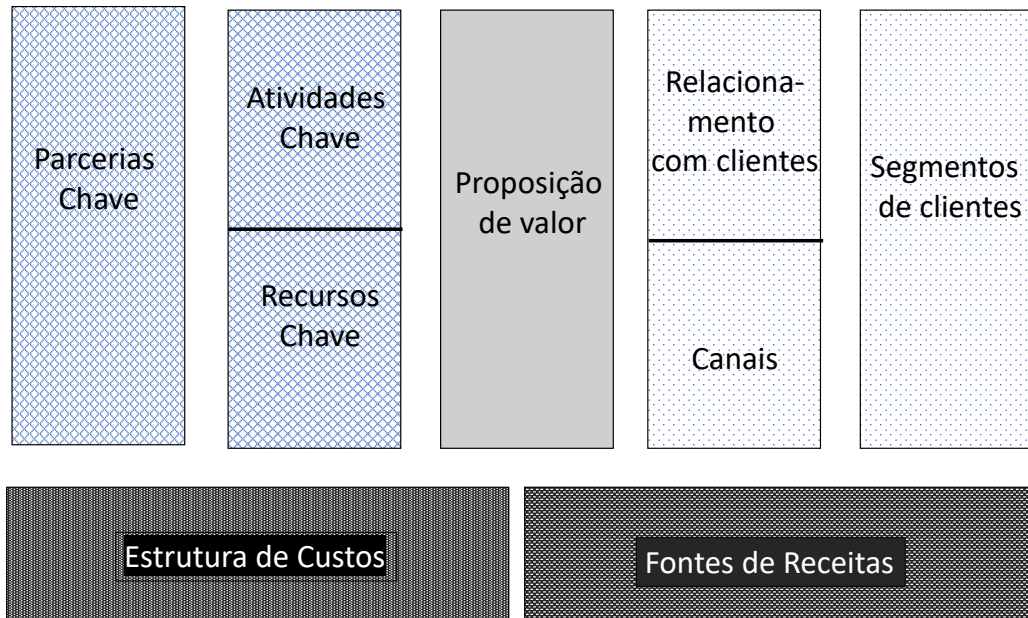 Parcerias
Chave
Atividades
Chave
Recursos
Chave
Proposição
de valor
Relaciona-
mento
com clientes
Canais
Segmentos
de clientes
Estrutura de Custos
Fontes de Receitas